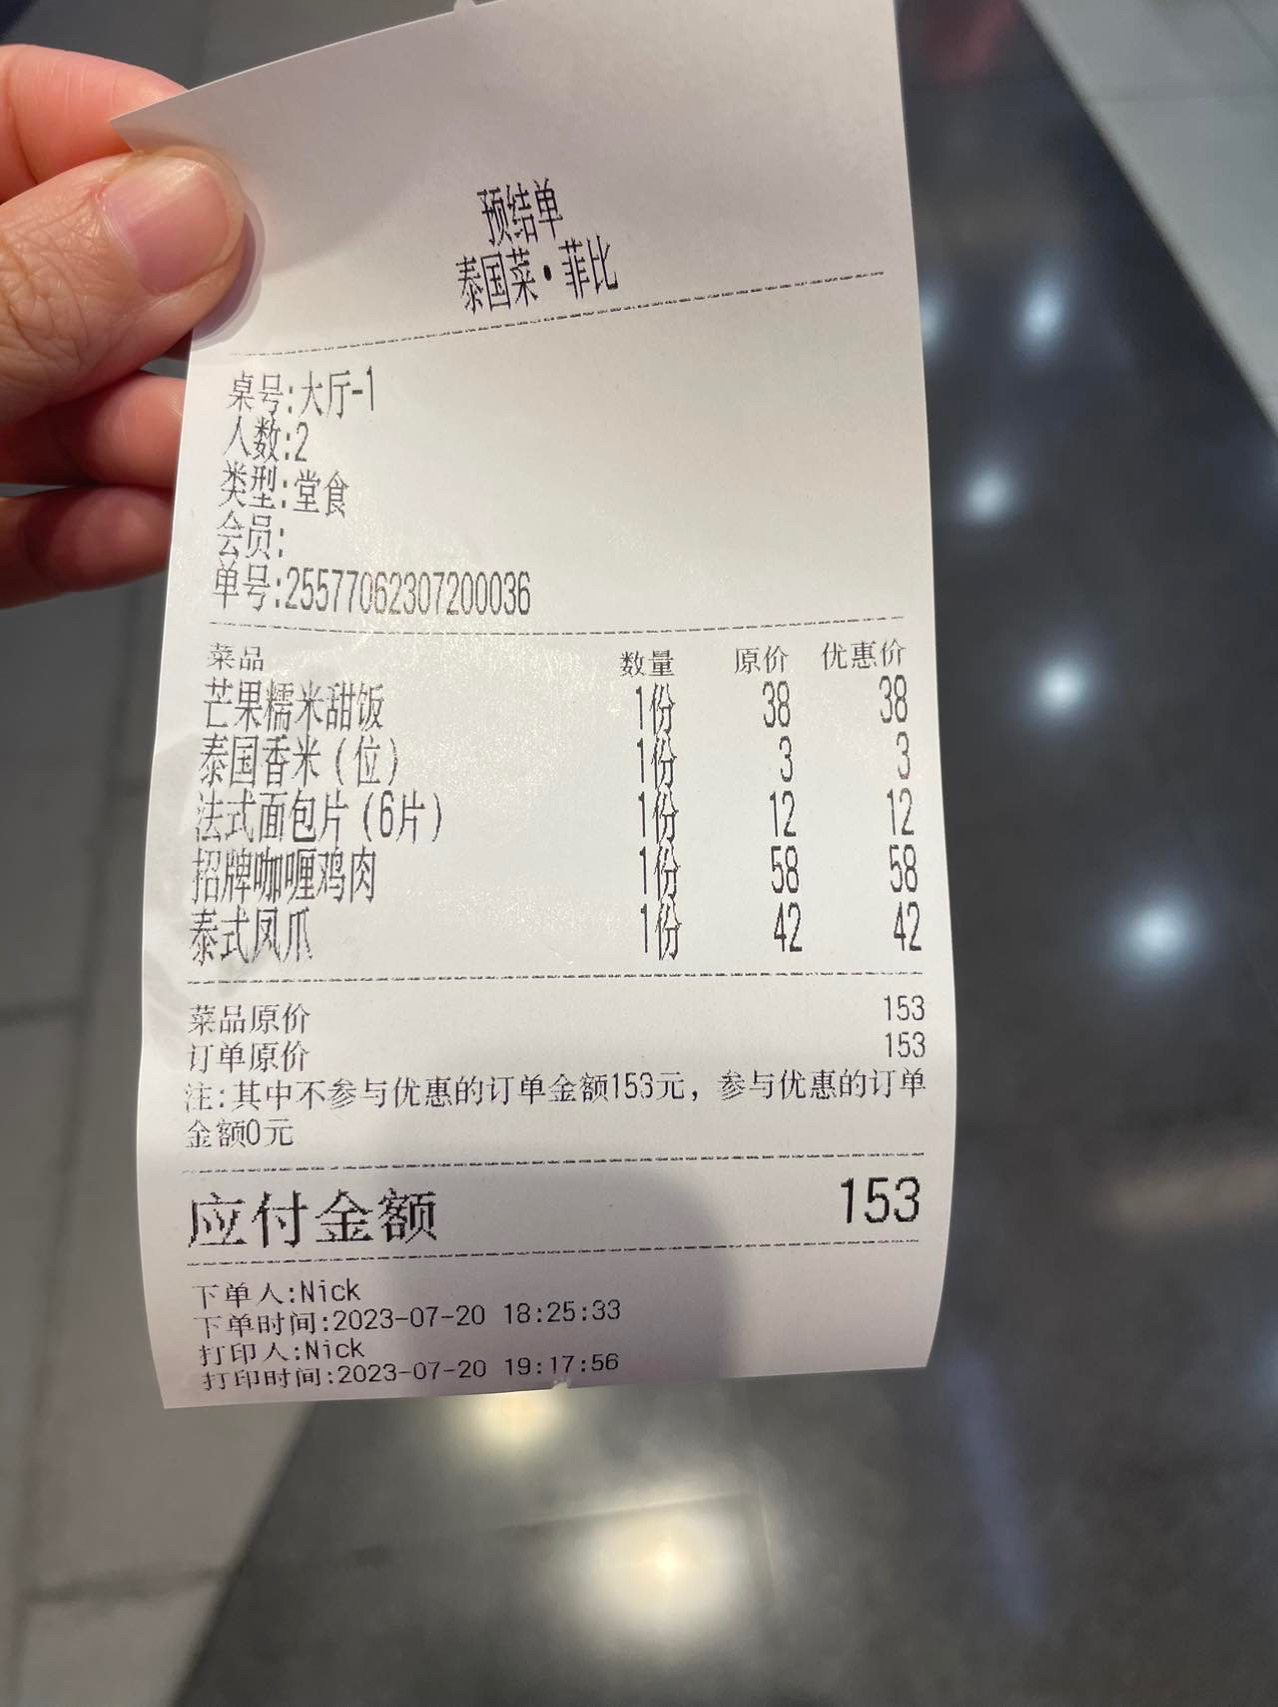 预结单
泰国菜·菲比
桌号:大厅-1
人数:2
类型:堂食
会员:
单号:25577062307200036
菜品 数量 原价 优惠价
芒果糯米甜饭 1份 38 38
泰国香米(位) 1份 3 3
法式面包片(6片) 1份 12 12
招牌咖喱鸡肉 1份 58 58
泰式凤爪 1份 42 42
菜品原价 153
订单原价 153
注:其中不参与优惠的订单金额153元,参与优惠的订单
金额0元
应付金额 153
下单人:Nick
下单时间:2023-07-20 18:25:33
打印人:Nick
打印时间:2023-07-20 19:17:56